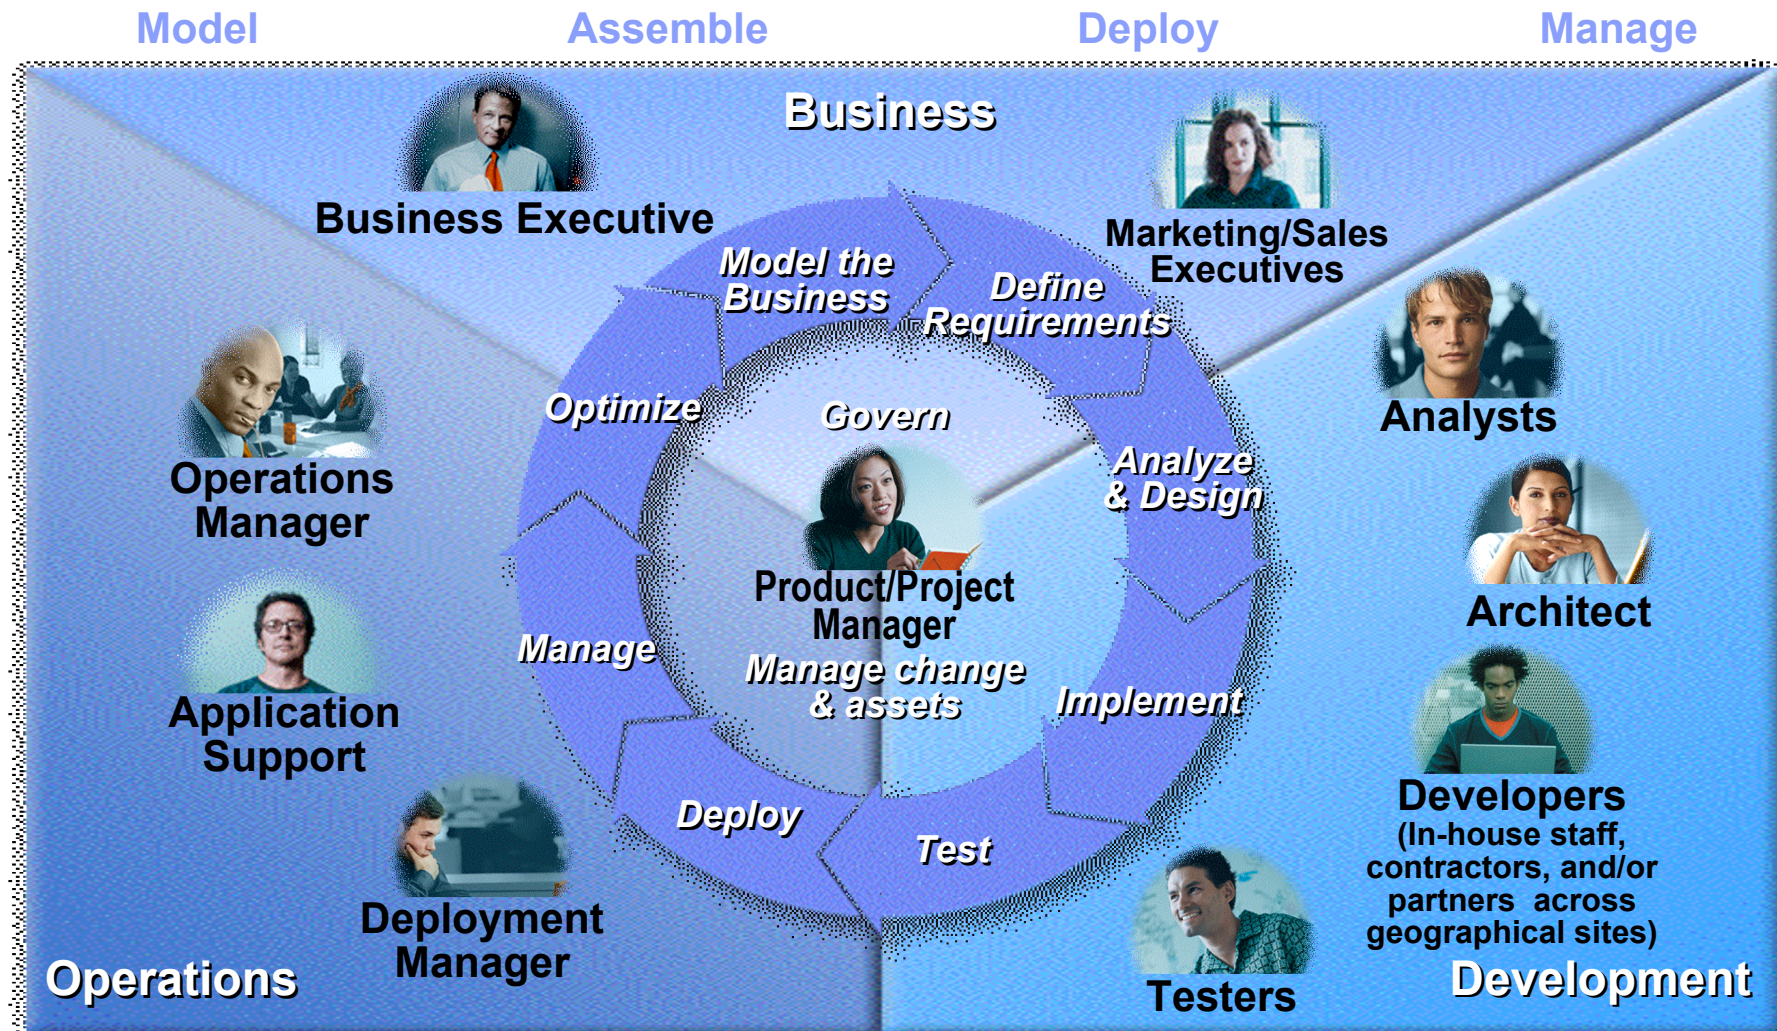 Model
Assemble
Deploy
Manage
Business
Business Executive
Marketing/Sales
Executives
Model the
Business
Define
Requirements
Analysts
Operations
Manager
Optimize
Govern
Analyze
& Design
Architect
Product/Project
Manager
Manage change
& assets
Manage
Implement
Application
Support
Developers
(In-house staff,
contractors, and/or
partners across
geographical sites)
Deploy
Test
Deployment
Manager
Testers
Operations
Development